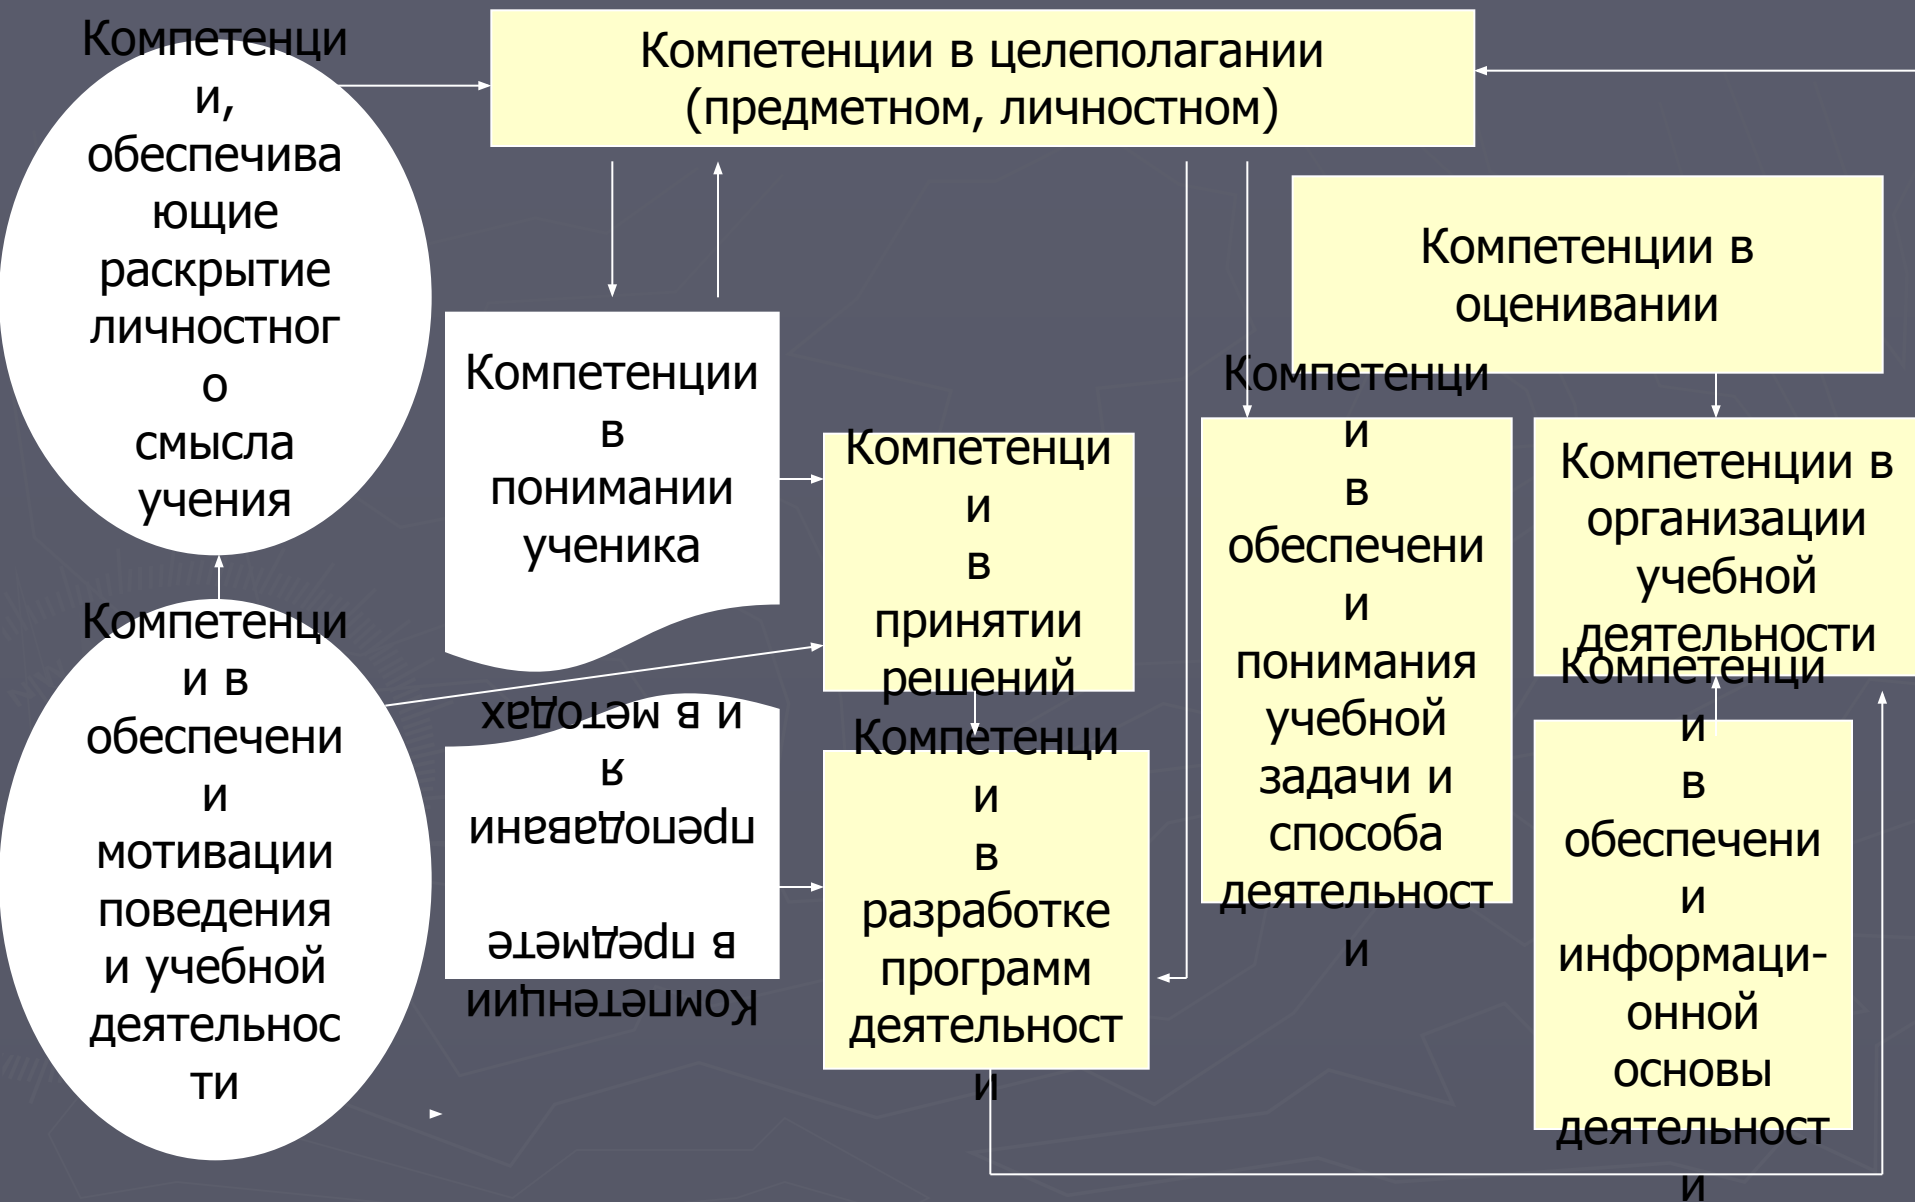 Компетенци
и,
обеспечива
ющие
раскрытие
личностног
о
смысла
учения
Компетенции в целеполагании
(предметном, личностном)
Компетенции в
оценивании
Компетенции
в
понимании
ученика
Компетенци
и
в
принятии
решений
Компетенци
и
в
обеспечени
и
понимания
учебной
задачи и
способа
деятельност
и
Компетенции в
организации
учебной
деятельности
Компетенци
и в
обеспечени
и
мотивации
поведения
и учебной
деятельнос
ти
Компетенции
в предмете
преподавани
я
и в методах
Компетенци
и
в
разработке
программ
деятельност
и
Компетенци
и
в
обеспечени
и
информаци-
онной
основы
деятельност
и